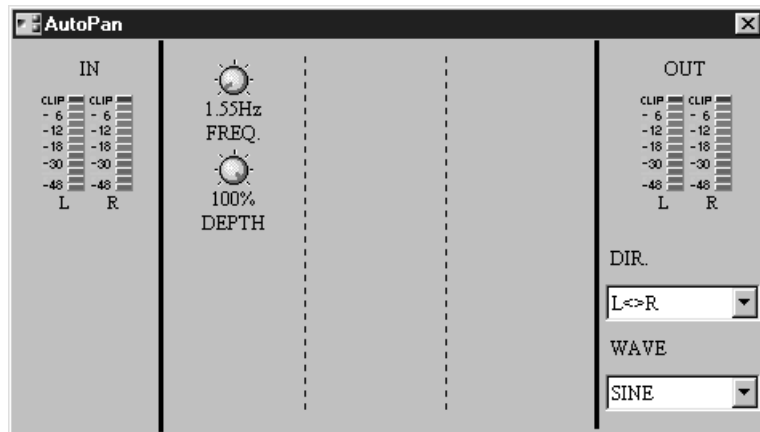 AutoPan
IN
CLIP CLIP
- 6 - 6
-12 -12
-18 -18
-30 -30
-48 -48
L R
1.55Hz
FREQ.
100%
DEPTH
OUT
CLIP CLIP
- 6 - 6
-12 -12
-18 -18
-30 -30
-48 -48
L R
DIR.
L<>R
WAVE
SINE